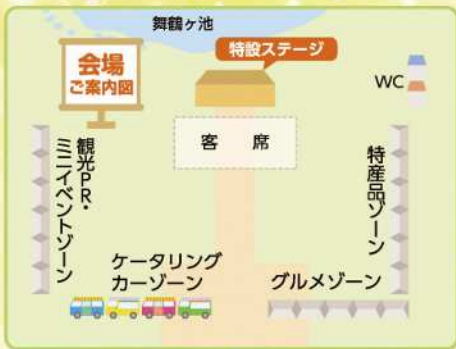 舞鶴ヶ池
会場
ご案内図
特設ステージ
WC
客　席
観光PR・
ミニイベントゾーン
特産品ゾーン
ケータリング
カーゾーン
グルメゾーン